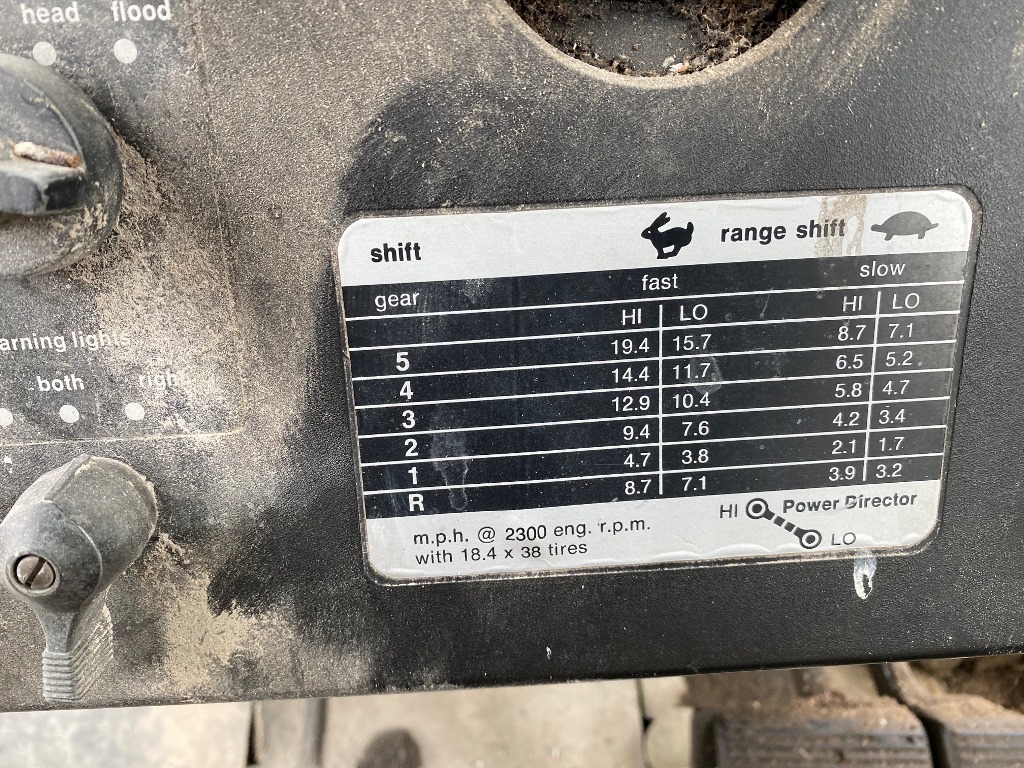 head flood
arning lights
both right
shift range shift
gear fast slow
HI LO HI LO
5 19.4 15.7 8.7 7.1
4 14.4 11.7 6.5 5.2
3 12.9 10.4 5.8 4.7
2 9.4 7.6 4.2 3.4
1 4.7 3.8 2.1 1.7
R 8.7 7.1 3.9 3.2
m.p.h. @ 2300 eng. r.p.m.
with 18.4 x 38 tires
HI Power Director
LO